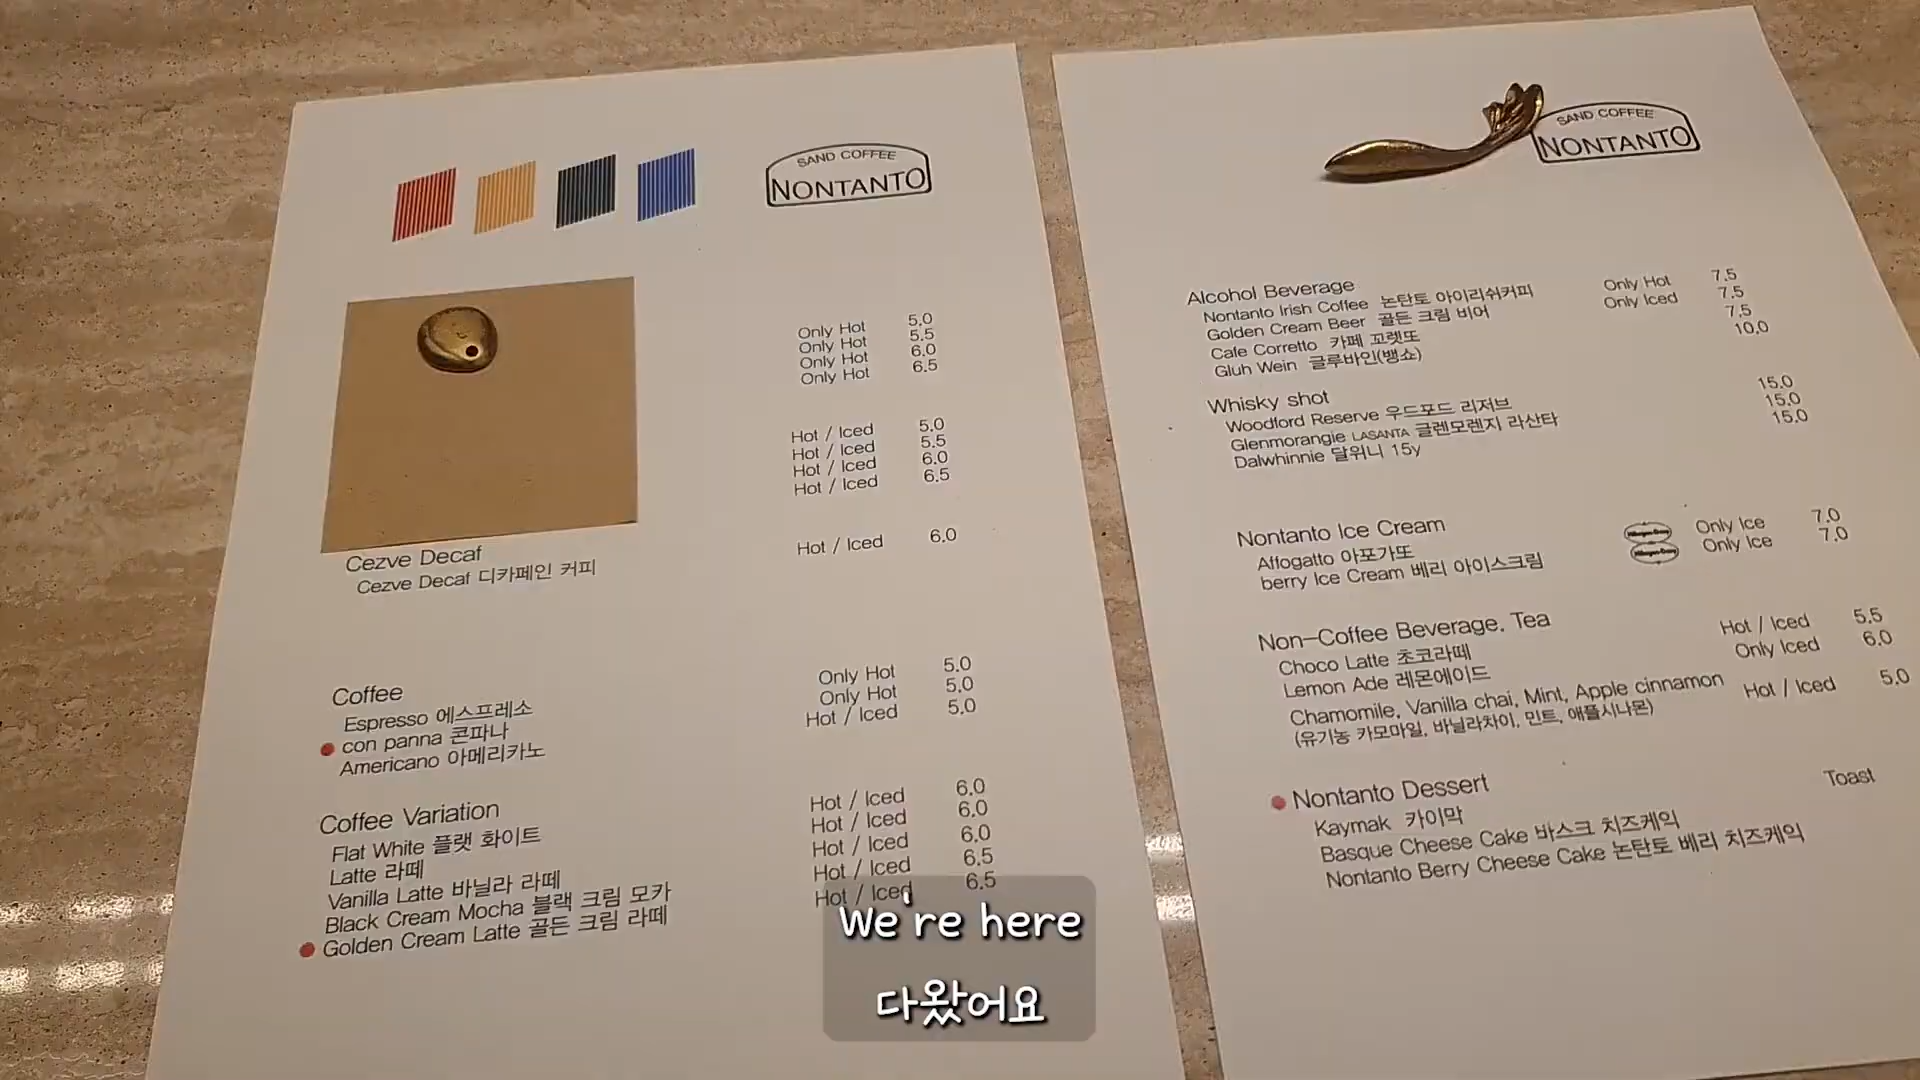 SAND COFFEE
NONTANTO
Only Hot 5.0
Only Hot 5.5
Only Hot 6.0
Only Hot 6.5
Hot / Iced 5.0
Hot / Iced 5.5
Hot / Iced 6.0
Hot / Iced 6.5
Cezve Decaf
Cezve Decaf 디카페인 커피 Hot / Iced 6.0
Coffee
Espresso 에스프레소 Only Hot 5.0
con panna 콘파나 Only Hot 5.0
Americano 아메리카노 Hot / Iced 5.0
Coffee Variation
Flat White 플랫 화이트 Hot / Iced 6.0
Latte 라떼 Hot / Iced 6.0
Vanilla Latte 바닐라 라떼 Hot / Iced 6.0
Black Cream Mocha 블랙 크림 모카 Hot / Iced 6.5
Golden Cream Latte 골든 크림 라떼 Hot / Iced 6.5
SAND COFFEE
NONTANTO
Alcohol Beverage
Nontanto Irish Coffee 논탄토 아이리쉬커피 Only Hot 7.5
Golden Cream Beer 골든 크림 비어 Only Iced 7.5
Cafe Corretto 카페 꼬렛또 7.5
Gluh Wein 글루바인(뱅쇼) 10.0
Whisky shot
Woodford Reserve 우드포드 리저브 15.0
Glenmorangie LASANTA 글렌모렌지 라산타 15.0
Dalwhinnie 달위니 15y 15.0
Nontanto Ice Cream
Affogatto 아포가또 Only Ice 7.0
berry Ice Cream 베리 아이스크림 Only Ice 7.0
Non-Coffee Beverage, Tea
Choco Latte 초코라떼 Hot / Iced 5.5
Lemon Ade 레몬에이드 Only Iced 6.0
Chamomile, Vanilla chai, Mint, Apple cinnamon Hot / Iced 5.0
(유기농 카모마일, 바닐라차이, 민트, 애플시나몬)
Nontanto Dessert
Kaymak 카이막 Toast
Basque Cheese Cake 바스크 치즈케익
Nontanto Berry Cheese Cake 논탄토 베리 치즈케익
We're here
다왔어요